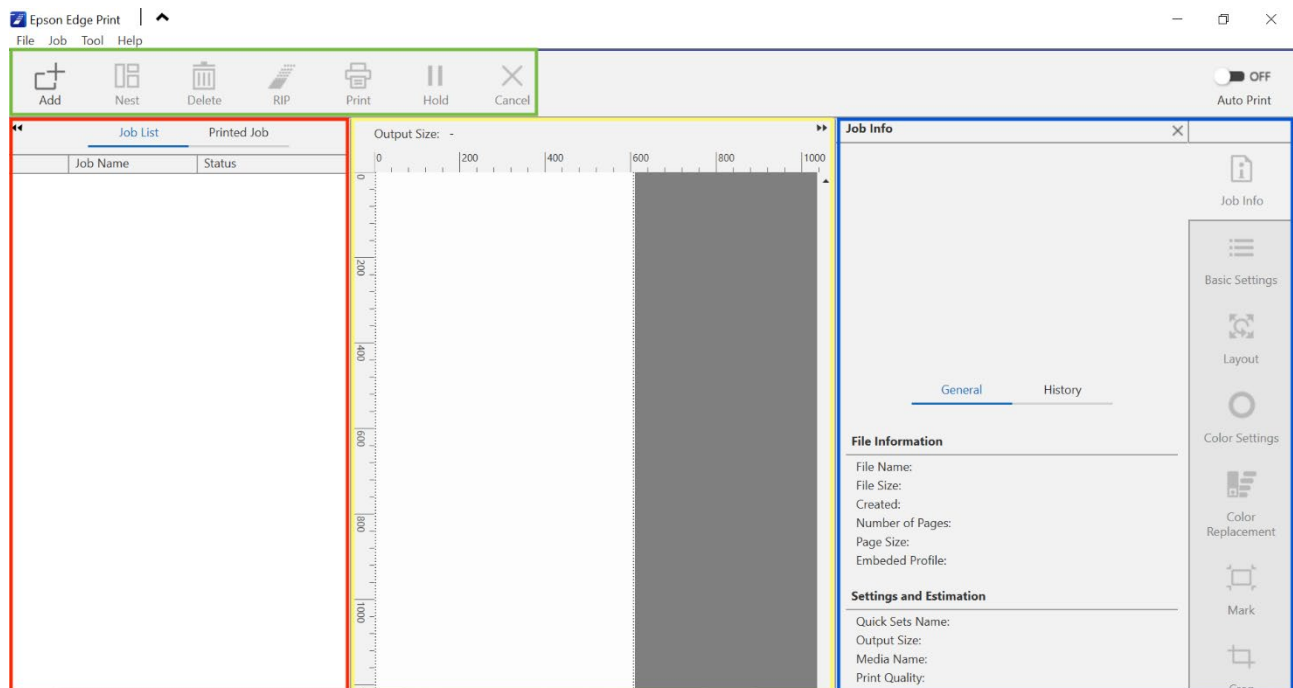 Epson Edge Print
File Job Tool Help
Add Nest Delete RIP Print Hold Cancel
OFF
Auto Print
Job List Printed Job
Job Name Status
Output Size: -
0 200 400 600 800 1000
0
200
400
600
800
1000
Job Info
General History
File Information
File Name:
File Size:
Created:
Number of Pages:
Page Size:
Embeded Profile:
Settings and Estimation
Quick Sets Name:
Output Size:
Media Name:
Print Quality:
Job Info
Basic Settings
Layout
Color Settings
Color
Replacement
Mark